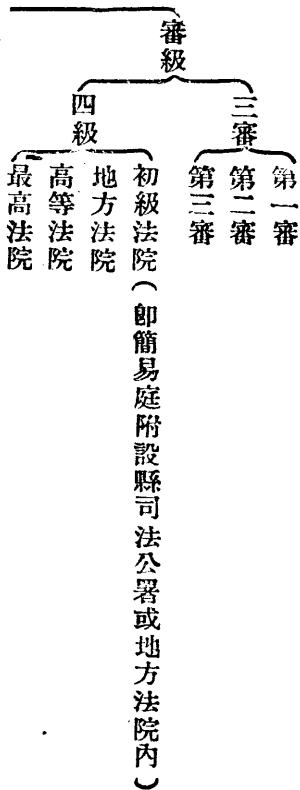 審級
三審
第一審
第二審
第三審
四級
初級法院(卽簡易庭附設縣司法公署或地方法院內)
地方法院
高等法院
最高法院